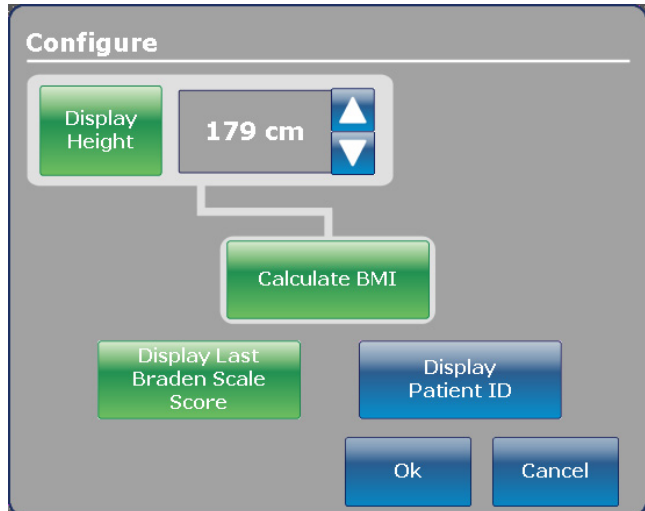 Configure
Display
Height
179 cm
Calculate BMI
Display Last
Braden Scale
Score
Display
Patient ID
Ok
Cancel